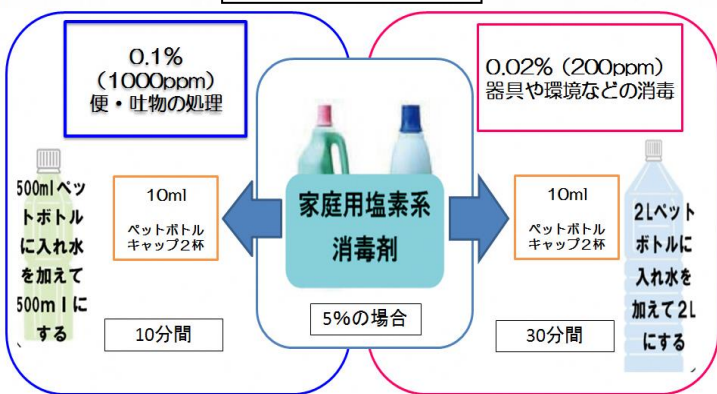 0.1%
（1000ppm）
便・吐物の処理
0.02%（200ppm）
器具や環境などの消毒
500mlペッ
トボトル
に入れ水
を加えて
500mlに
する
10ml
ペットボトル
キャップ２杯
10分間
家庭用塩素系
消毒剤
5%の場合
10ml
ペットボトル
キャップ２杯
30分間
2Lペット
ボトルに
入れ水を
加えて2L
にする